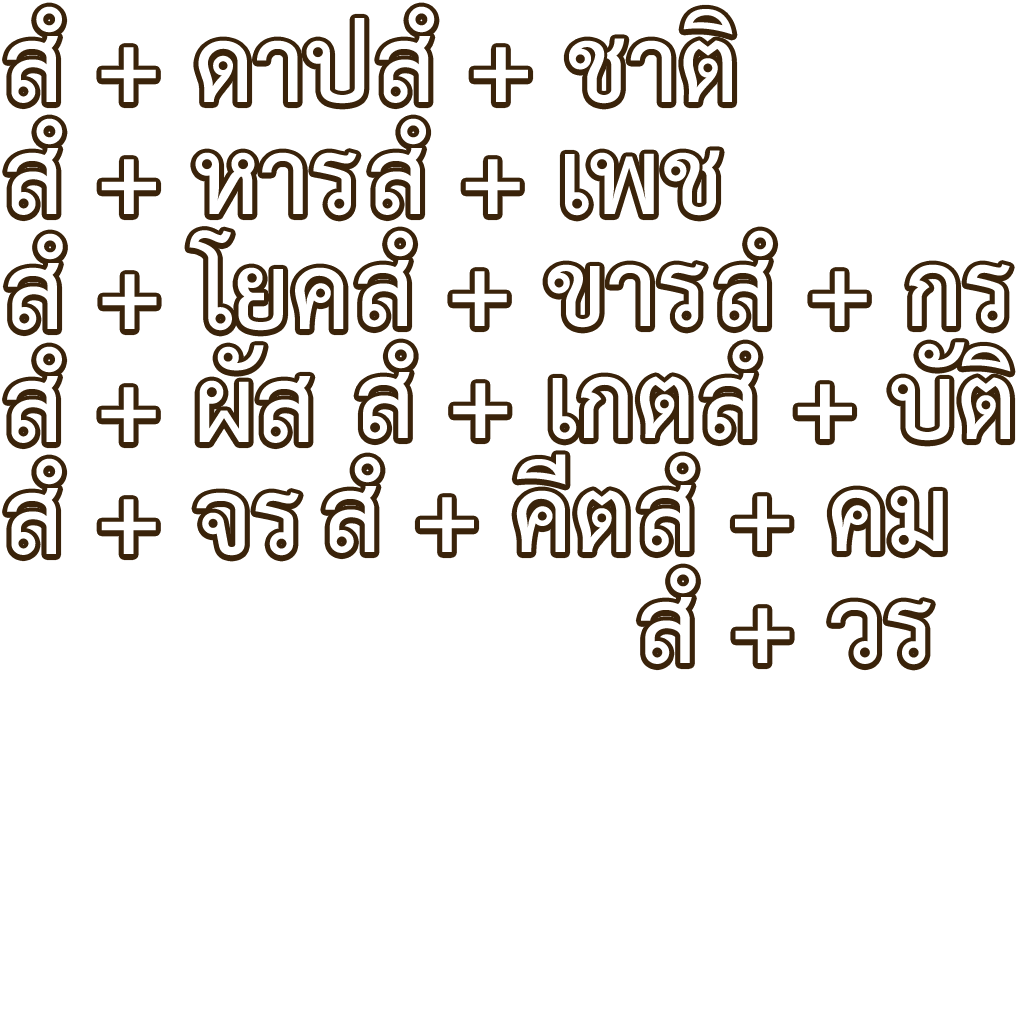 สํ + ดาปสํ + ชาติ
สํ + หารสํ + เพช
สํ + โยคสํ + ขารสํ + กร
สํ + ผัส สํ + เกตสํ + บัติ
สํ + จร สํ + คีตสํ + คม
สํ + วร